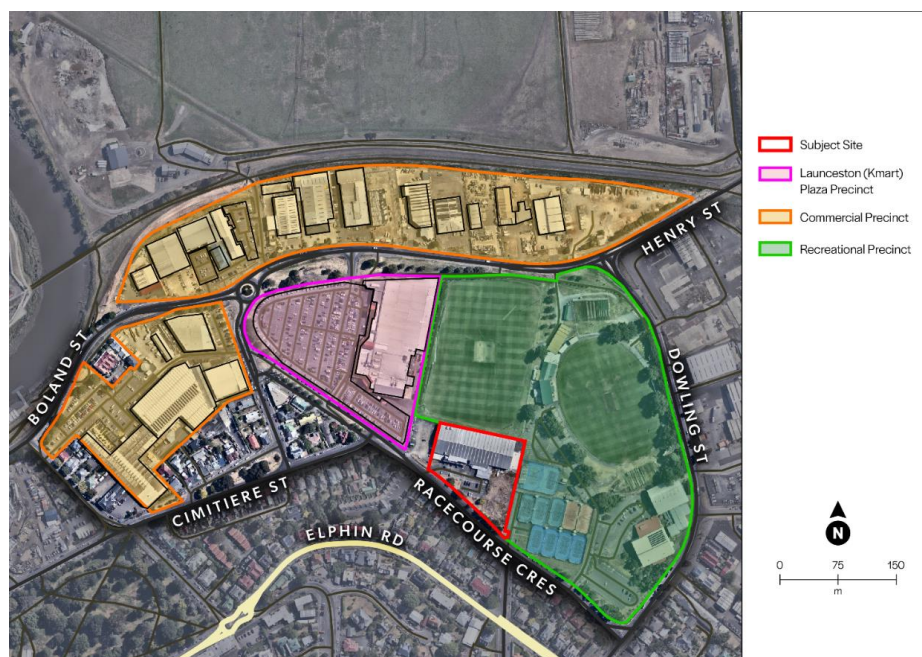 BOLAND ST
CIMITIERE ST
ELPHIN RD
RACECOURSE CRES
HENRY ST
DOWLING ST
Subject Site
Launceston (Kmart)
Plaza Precinct
Commercial Precinct
Recreational Precinct
N
0 75 150
m